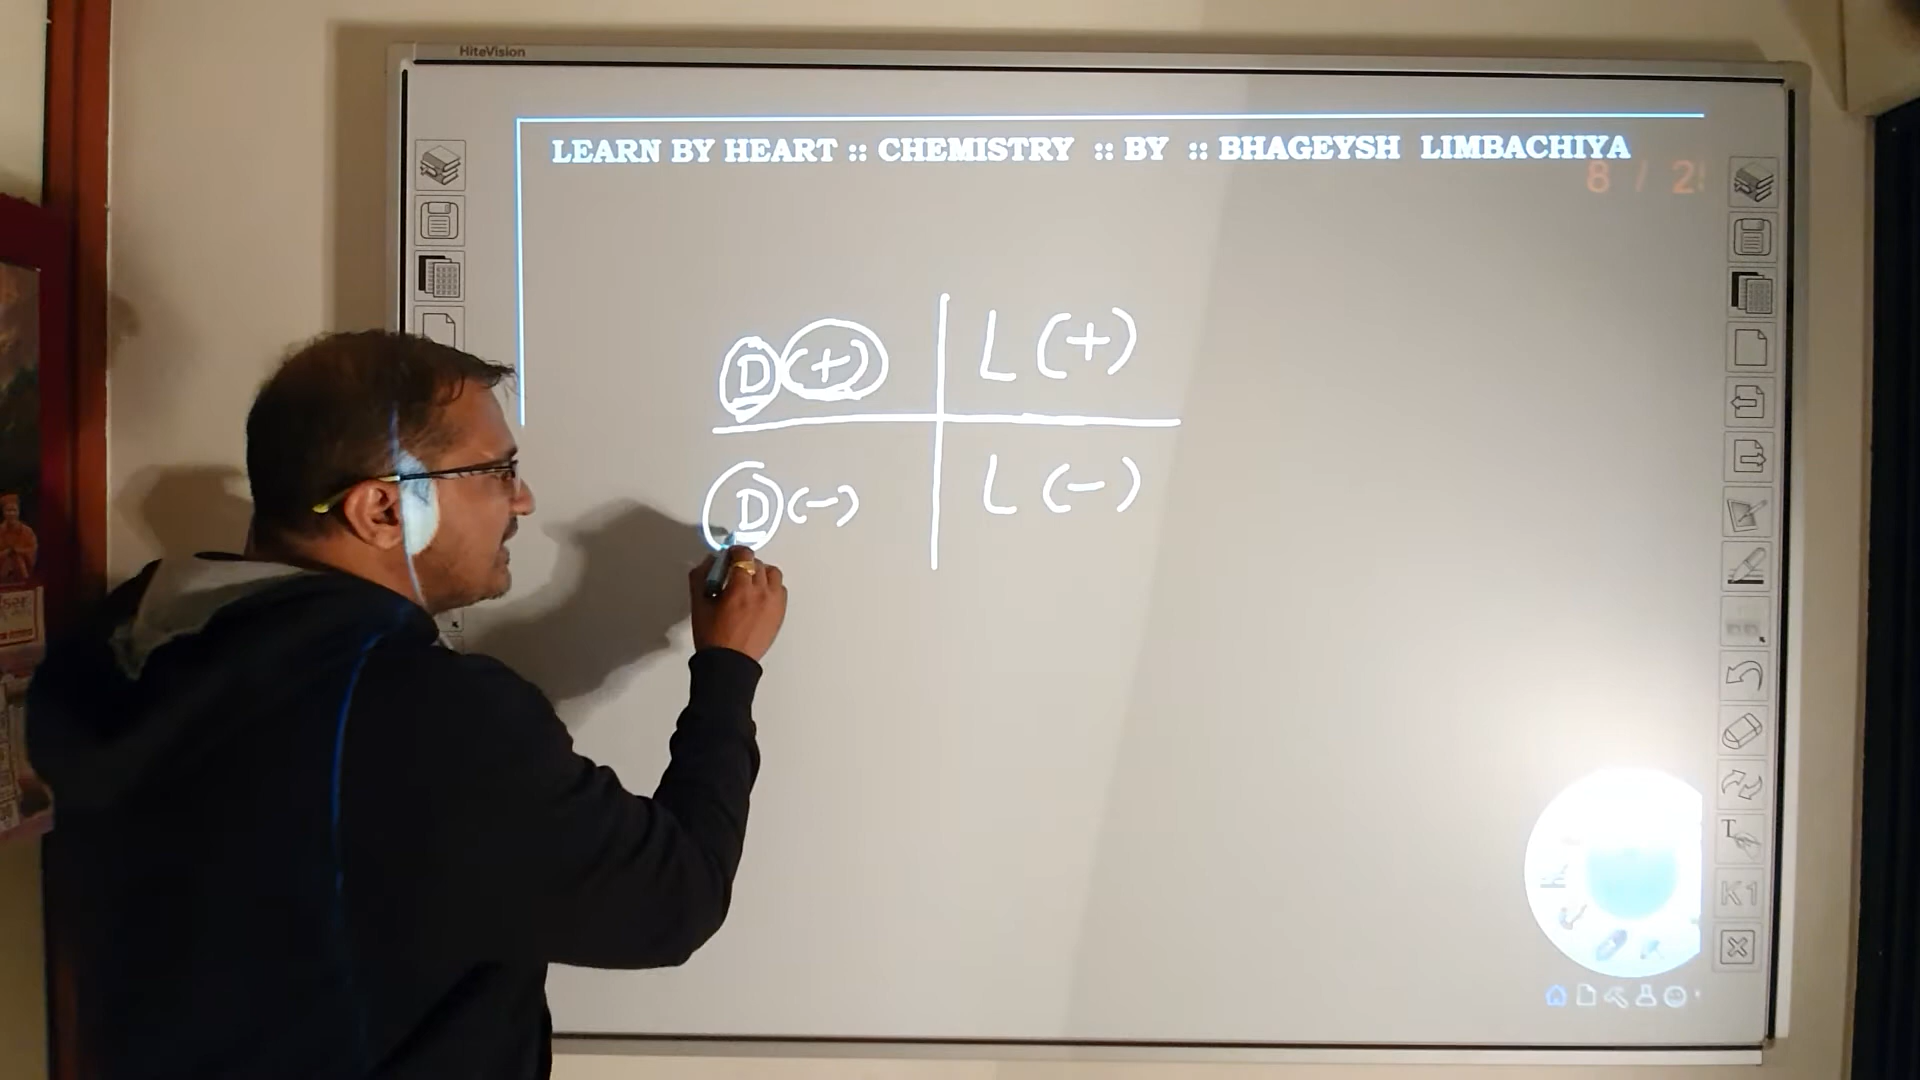 HiteVision
LEARN BY HEART :: CHEMISTRY :: BY :: BHAGEYSH LIMBACHIYA
8 / 2
D(+) L (+)
D(-) L (-)
T
K1